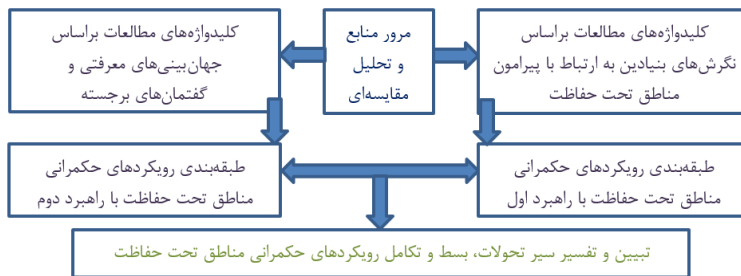 کلیدواژه‌های مطالعات براساس
نگرش‌های بنیادین به ارتباط با پیرامون
مناطق تحت حفاظت
مرور منابع
و تحلیل
مقایسه‌ای
کلیدواژه‌های مطالعات براساس
جهان‌بینی‌های معرفتی و
گفتمان‌های برجسته
طبقه‌بندی رویکردهای حکمرانی
مناطق تحت حفاظت با راهبرد اول
طبقه‌بندی رویکردهای حکمرانی
مناطق تحت حفاظت با راهبرد دوم
تبیین و تفسیر سیر تحولات، بسط و تکامل رویکردهای حکمرانی مناطق تحت حفاظت